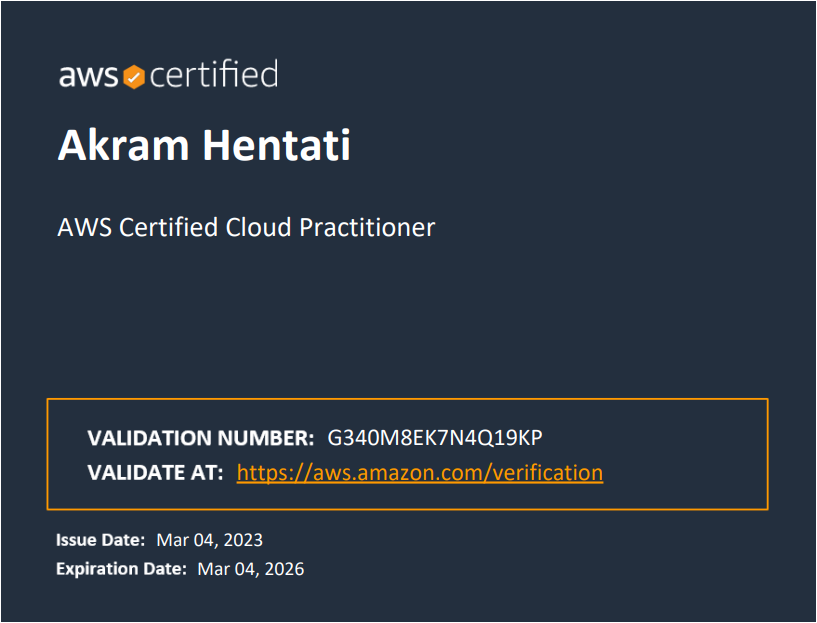 aws certified
Akram Hentati
AWS Certified Cloud Practitioner
VALIDATION NUMBER: G340M8EK7N4Q19KP
VALIDATE AT: https://aws.amazon.com/verification
Issue Date: Mar 04, 2023
Expiration Date: Mar 04, 2026